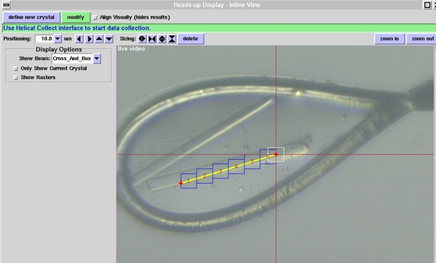 Heads-up Display - Inline View
define new crystal modify Align Visually (hides results)
Use Helical Collect interface to start data collection.
Positioning: 10.0 um Sizing: delete zoom in zoom out
Display Options
live video
Show Beam: Cross_And_Box
Only Show Current Crystal
Show Rasters